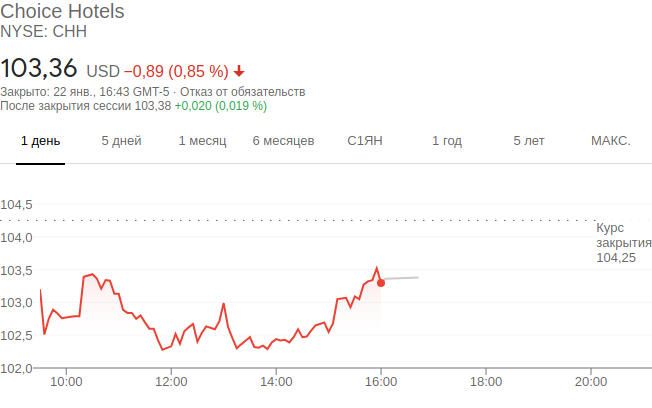 Choice Hotels
NYSE: CHH
103,36 USD −0,89 (0,85 %)
Закрыто: 22 янв., 16:43 GMT-5 · Отказ от обязательств
После закрытия сессии 103,38 +0,020 (0,019 %)
1 день 5 дней 1 месяц 6 месяцев С1ЯН 1 год 5 лет МАКС.
104,5
Курс
104,0
закрытия
104,25
103,5
103,0
102,5
102,0
10:00 12:00 14:00 16:00 18:00 20:00